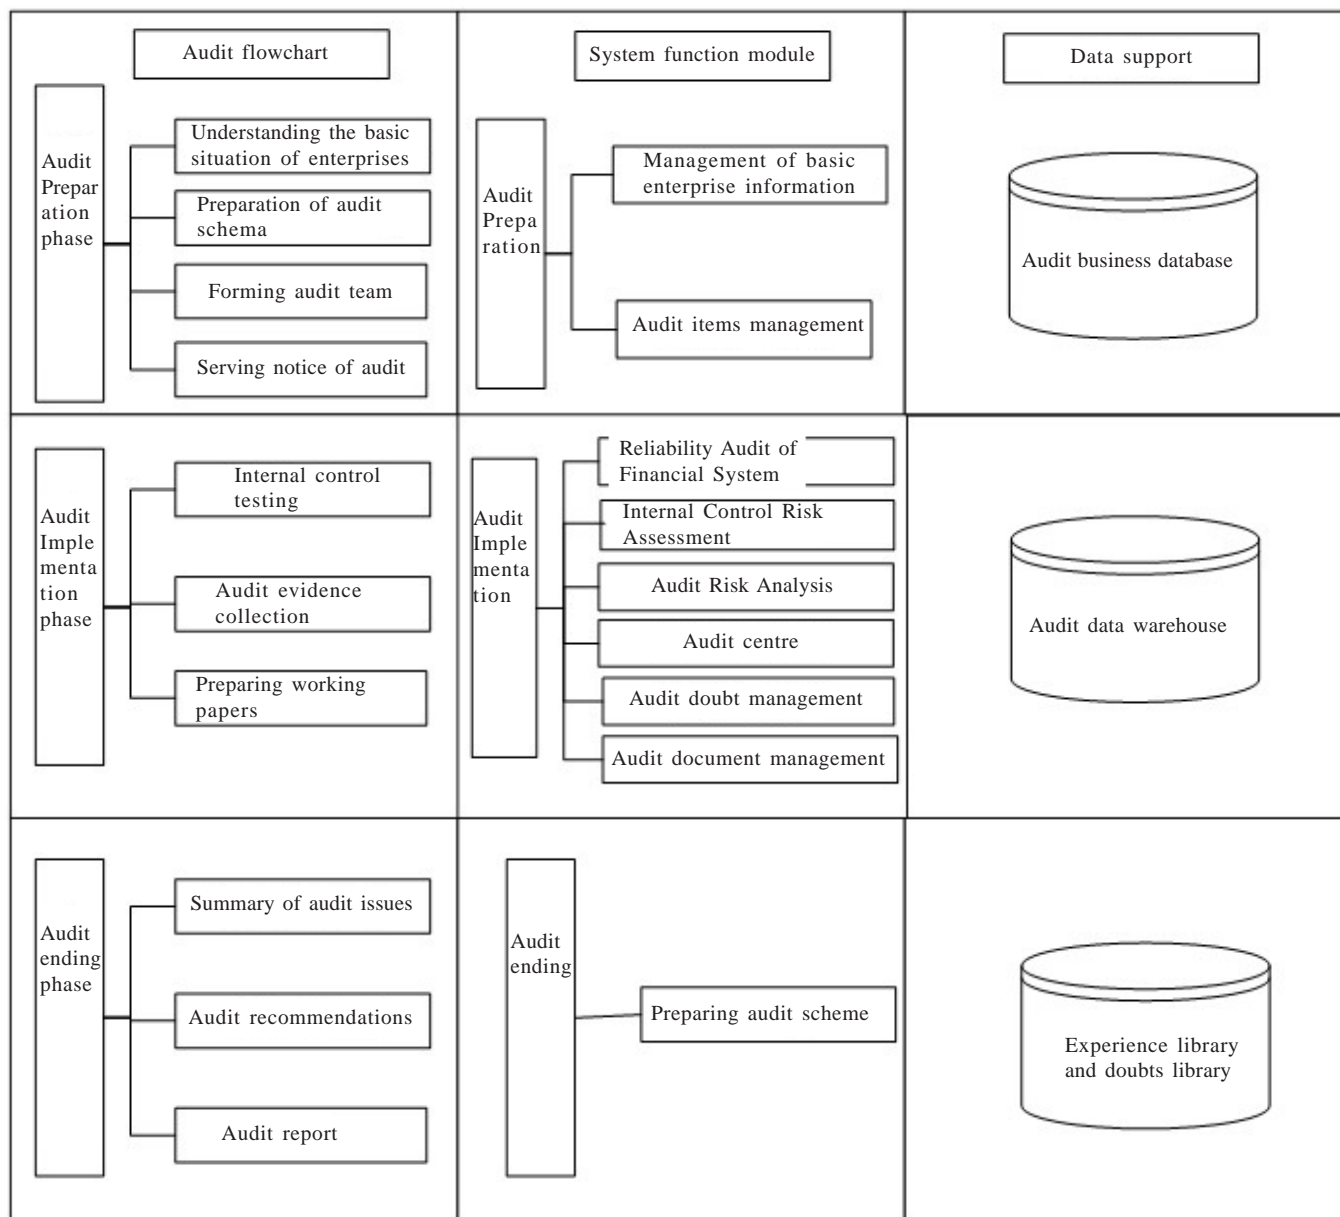 Audit flowchart
System function module
Data support
Audit
Prepar
ation
phase
Understanding the basic
situation of enterprises
Preparation of audit
schema
Forming audit team
Serving notice of audit
Audit
Prepa
ration
Management of basic
enterprise information
Audit items management
Audit business database
Audit
Imple
menta
tion
phase
Internal control
testing
Audit evidence
collection
Preparing working
papers
Audit
Imple
menta
tion
Reliability Audit of
Financial System
Internal Control Risk
Assessment
Audit Risk Analysis
Audit centre
Audit doubt management
Audit document management
Audit data warehouse
Audit
ending
phase
Summary of audit issues
Audit recommendations
Audit report
Audit
ending
Preparing audit scheme
Experience library
and doubts library